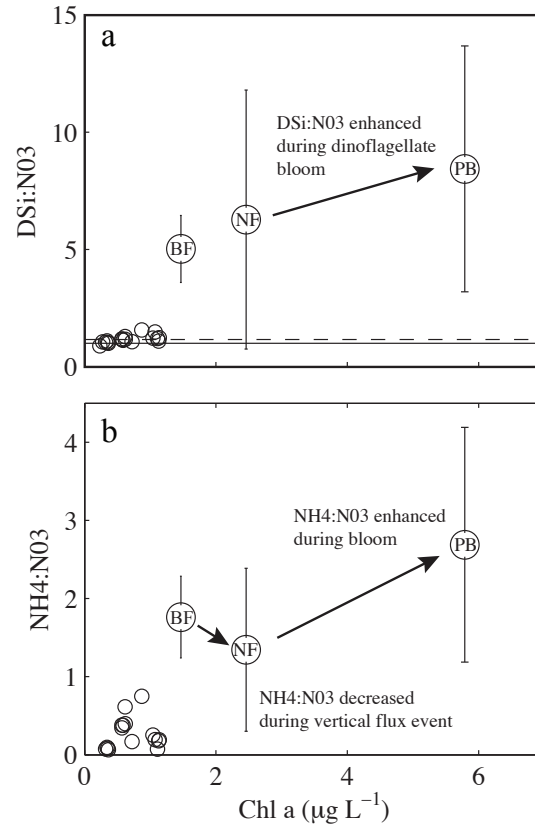 15
a
10
5
0
DSi:N03
DSi:N03 enhanced
during dinoflagellate
bloom
BF
NF
PB
b
4
3
2
1
0
NH4:N03
NH4:N03 enhanced
during bloom
PB
BF
NF
NH4:N03 decreased
during vertical flux event
0 2 4 6
Chl a (μg L⁻¹)